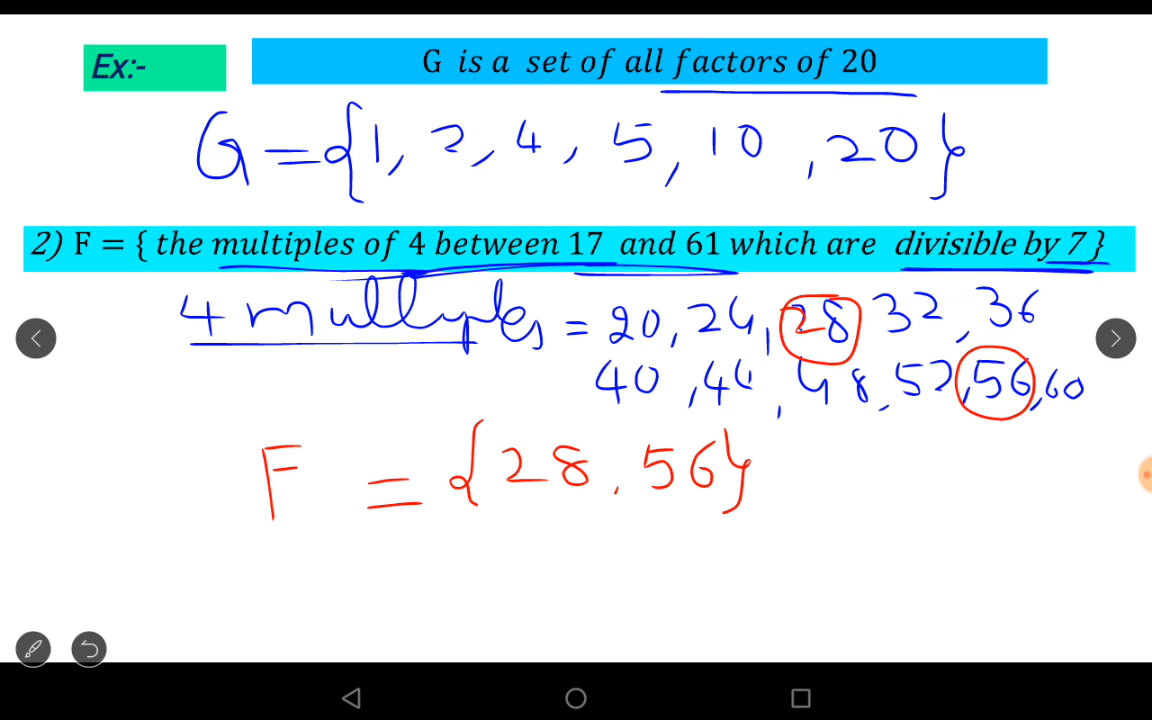 Ex:-
G is a set of all factors of 20
G = {1, 2, 4, 5, 10, 20}
2) F = { the multiples of 4 between 17 and 61 which are divisible by 7 }
4 multiples = 20, 24, 28 32, 36
40, 44, 48, 52, 56, 60
F = {28, 56}